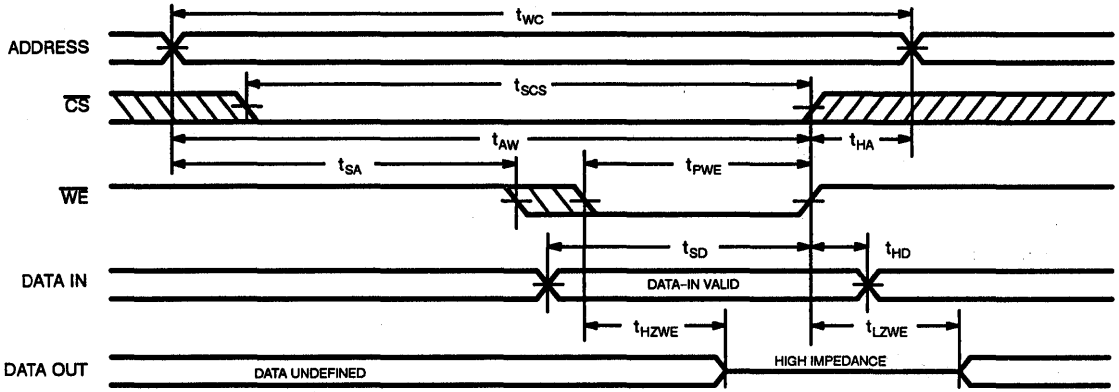 tWC
ADDRESS
tSCS
CS
tAW
tHA
tSA
tPWE
WE
tSD
tHD
DATA IN
DATA-IN VALID
tHZWE
tLZWE
DATA OUT
DATA UNDEFINED
HIGH IMPEDANCE